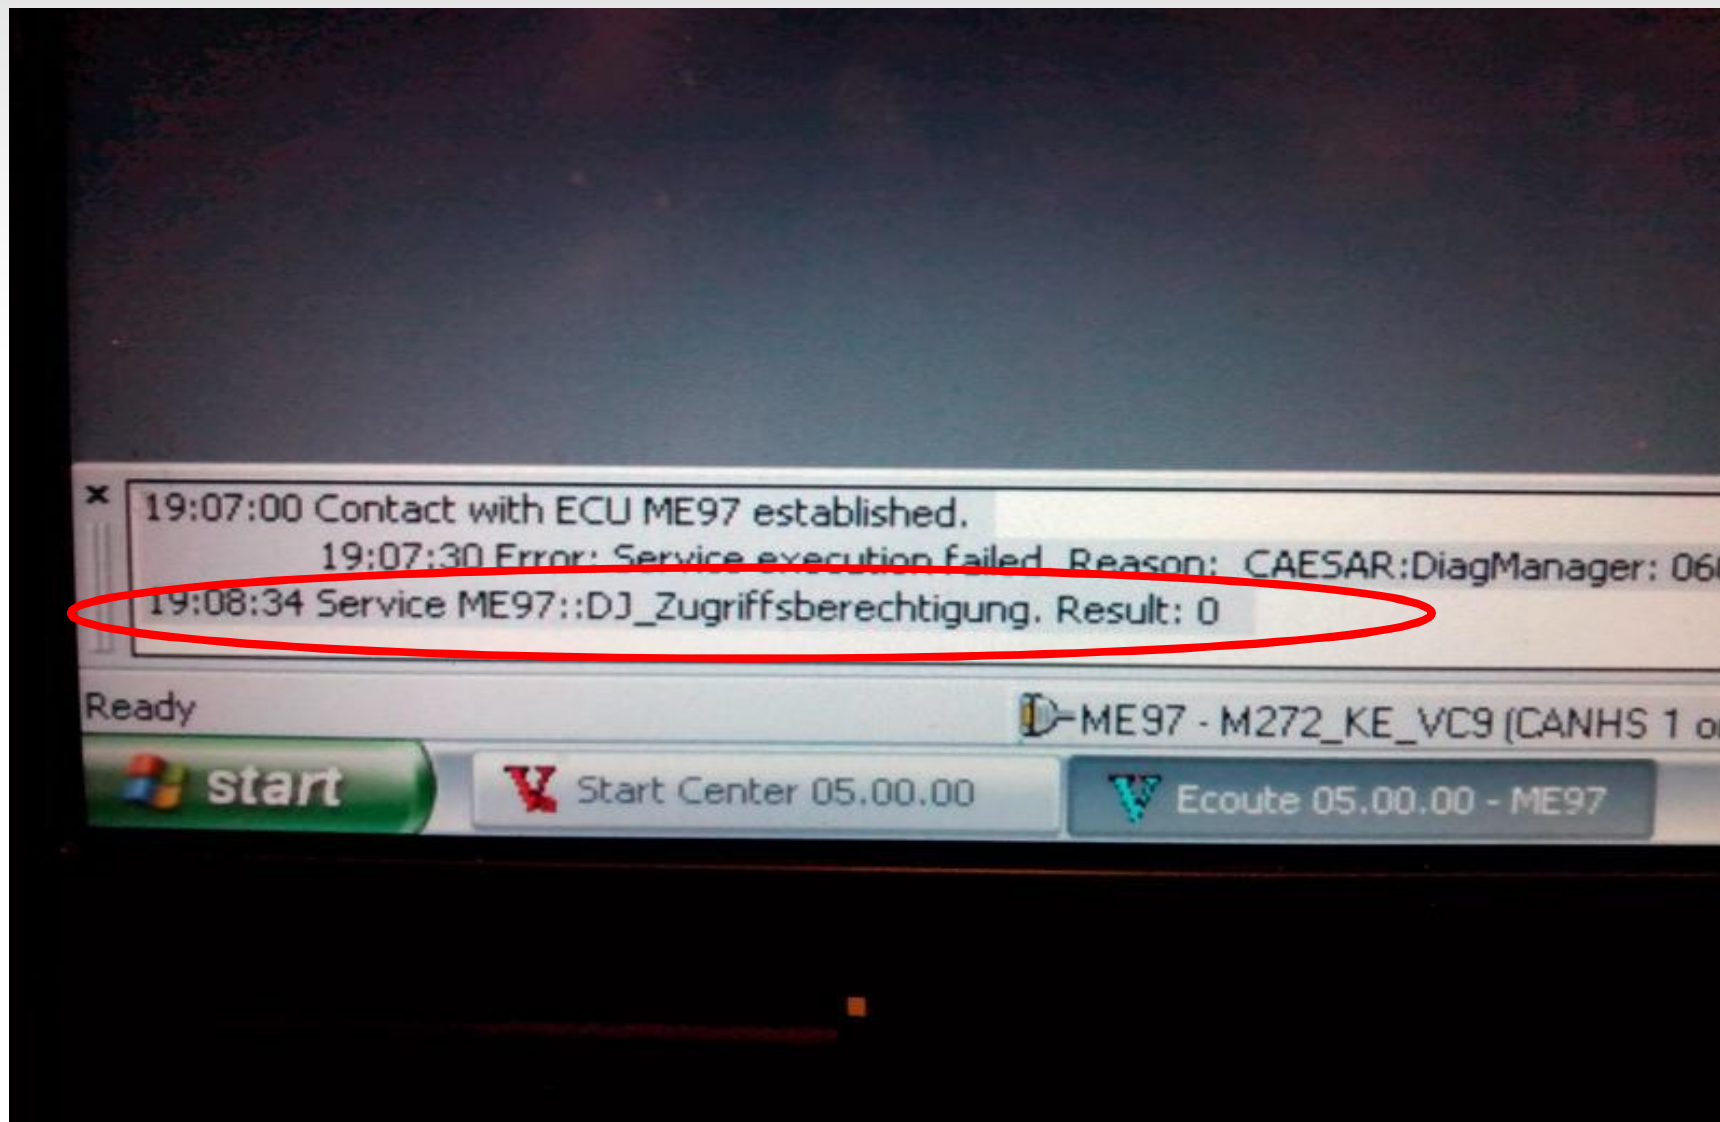 19:07:00 Contact with ECU ME97 established.
19:07:30 Error: Service execution failed. Reason: CAESAR:DiagManager: 06
19:08:34 Service ME97::DJ_Zugriffsberechtigung. Result: 0
Ready
ME97 - M272_KE_VC9 (CANHS 1 o
start
Start Center 05.00.00
Ecoute 05.00.00 - ME97